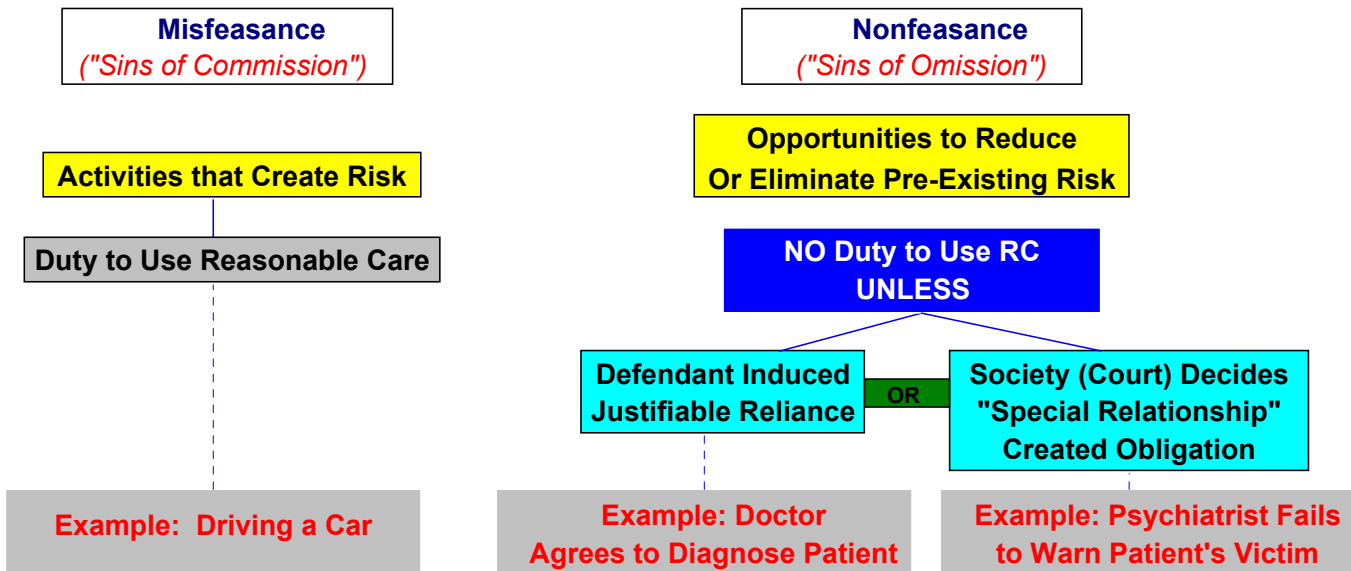 Misfeasance
("Sins of Commission")
Activities that Create Risk
Duty to Use Reasonable Care
Example: Driving a Car
Nonfeasance
("Sins of Omission")
Opportunities to Reduce
Or Eliminate Pre-Existing Risk
NO Duty to Use RC
UNLESS
Defendant Induced
Justifiable Reliance
OR
Society (Court) Decides
"Special Relationship"
Created Obligation
Example: Doctor
Agrees to Diagnose Patient
Example: Psychiatrist Fails
to Warn Patient's Victim